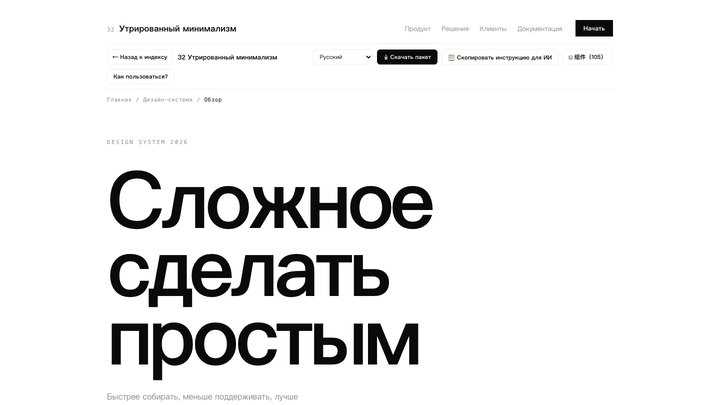 32 Утрированный минимализм
Продукт Решения Клиенты Документация Начать
← Назад к индексу 32 Утрированный минимализм Русский Скачать пакет Скопировать инструкцию для ИИ 组件 (105)
Как пользоваться?
Главная / Дизайн-система / Обзор
DESIGN SYSTEM 2026
Сложное
сделать
простым
Быстрее собирать, меньше поддерживать, лучше